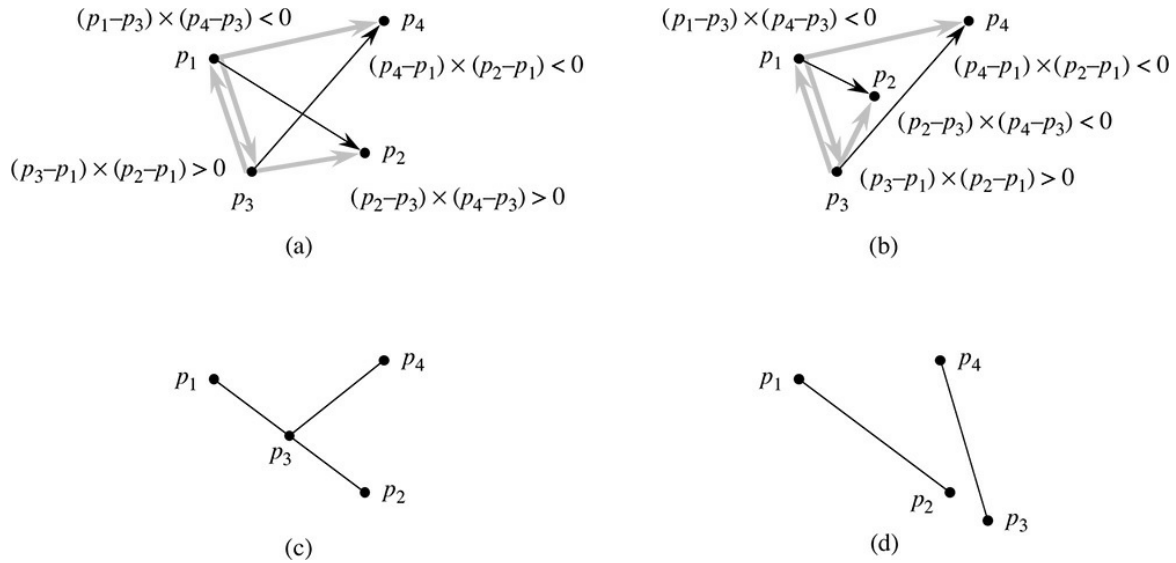 (p1–p3) × (p4–p3) < 0
p4
p1
(p4–p1) × (p2–p1) < 0
p2
(p3–p1) × (p2–p1) > 0
p3
(p2–p3) × (p4–p3) > 0
(a)
(p1–p3) × (p4–p3) < 0
p4
p1
(p4–p1) × (p2–p1) < 0
p2
(p2–p3) × (p4–p3) < 0
(p3–p1) × (p2–p1) > 0
p3
(b)
p4
p1
p3
p2
(c)
p4
p1
p2
p3
(d)